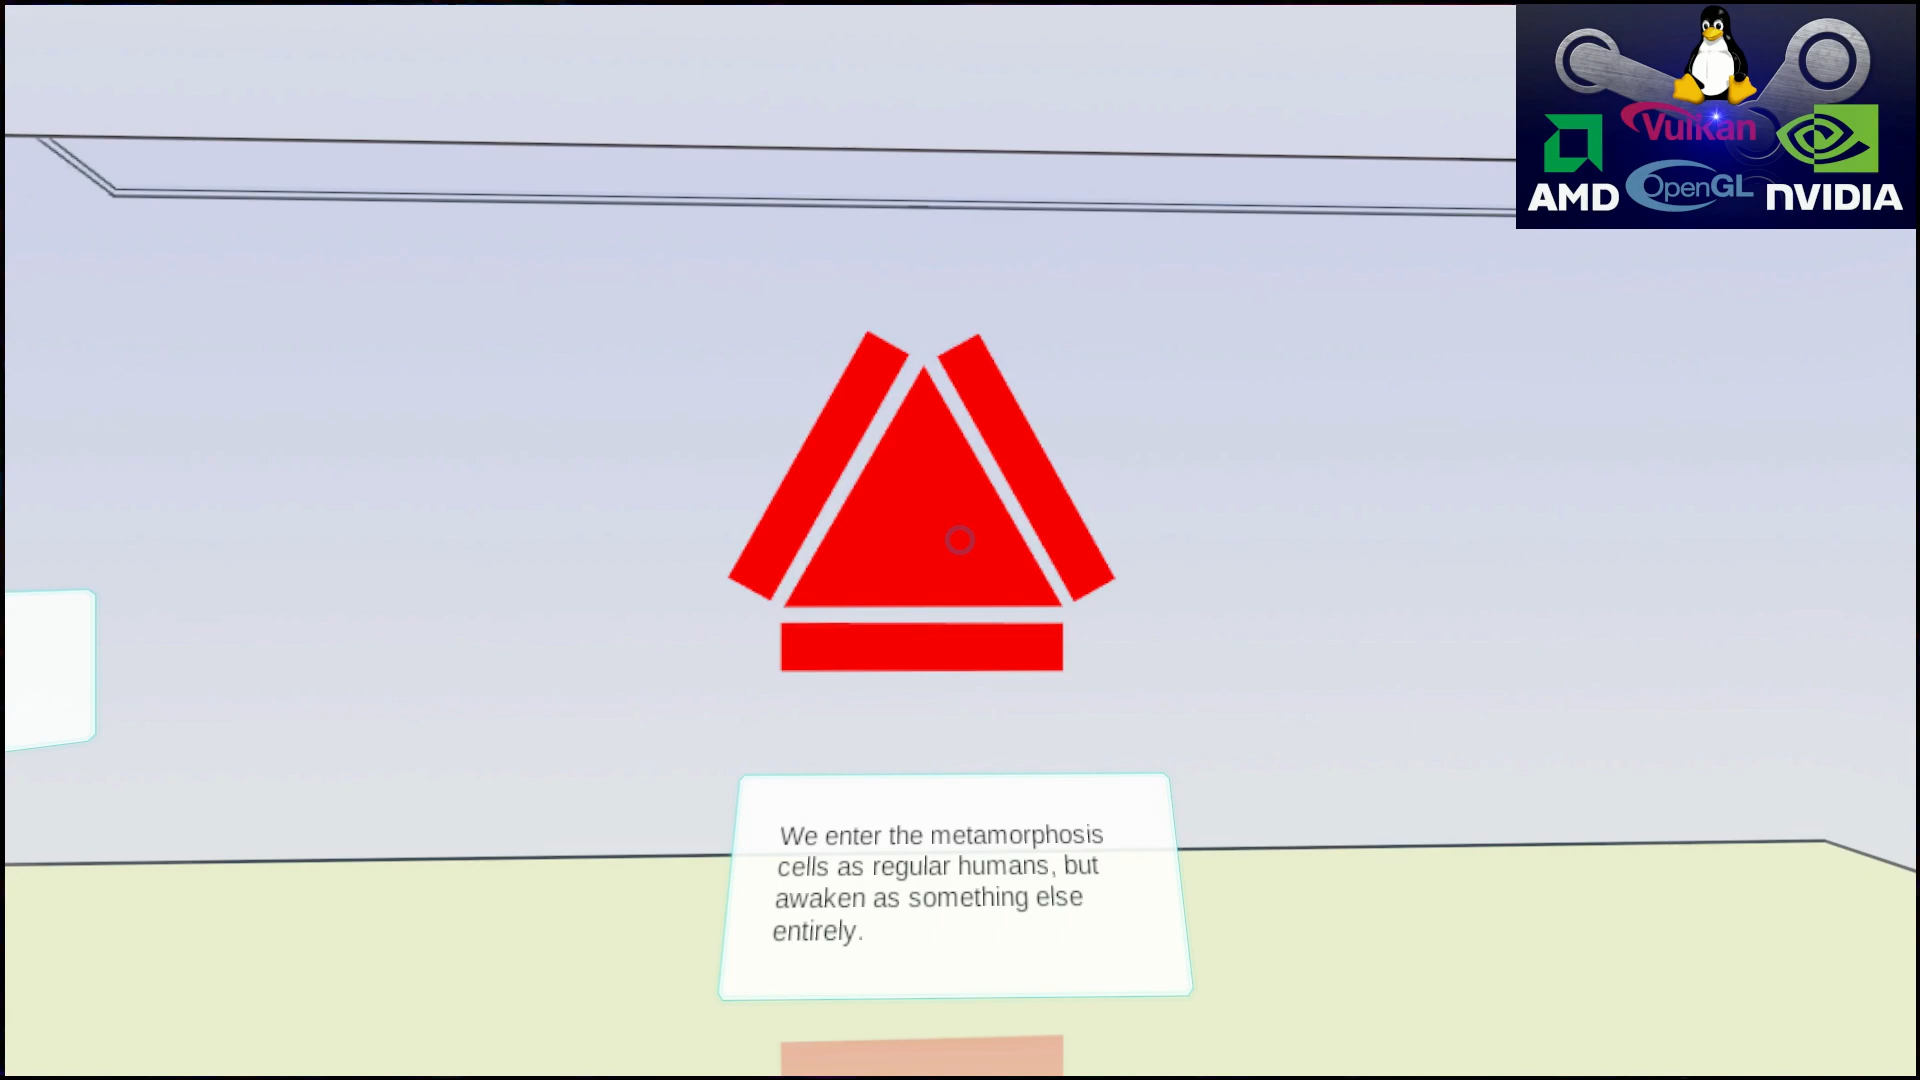 Vulkan
AMD
OpenGL
NVIDIA
We enter the metamorphosis
cells as regular humans, but
awaken as something else
entirely.